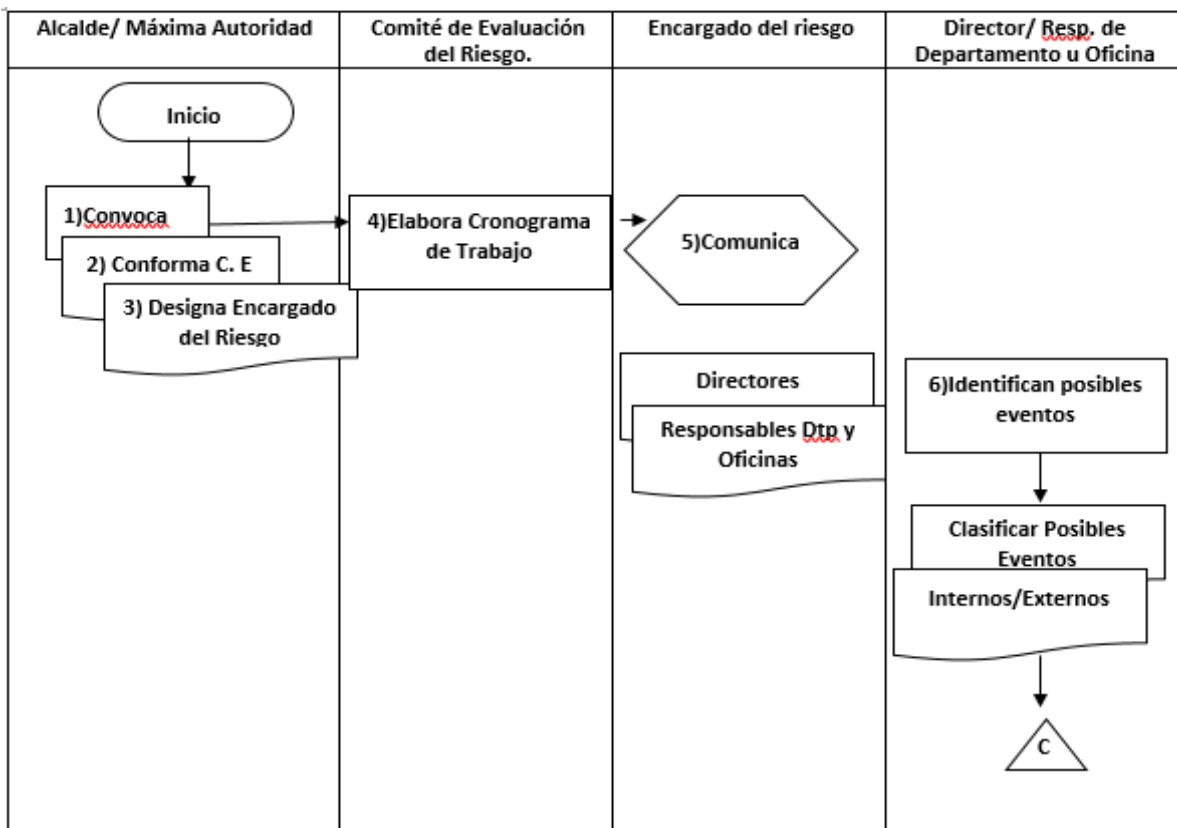 Alcalde/ Máxima Autoridad
Comité de Evaluación
del Riesgo.
Encargado del riesgo
Director/ Resp. de
Departamento u Oficina
Inicio
1)Convoca
2) Conforma C. E
3) Designa Encargado
del Riesgo
4)Elabora Cronograma
de Trabajo
5)Comunica
Directores
Responsables Dtp y
Oficinas
6)Identifican posibles
eventos
Clasificar Posibles
Eventos
Internos/Externos
C